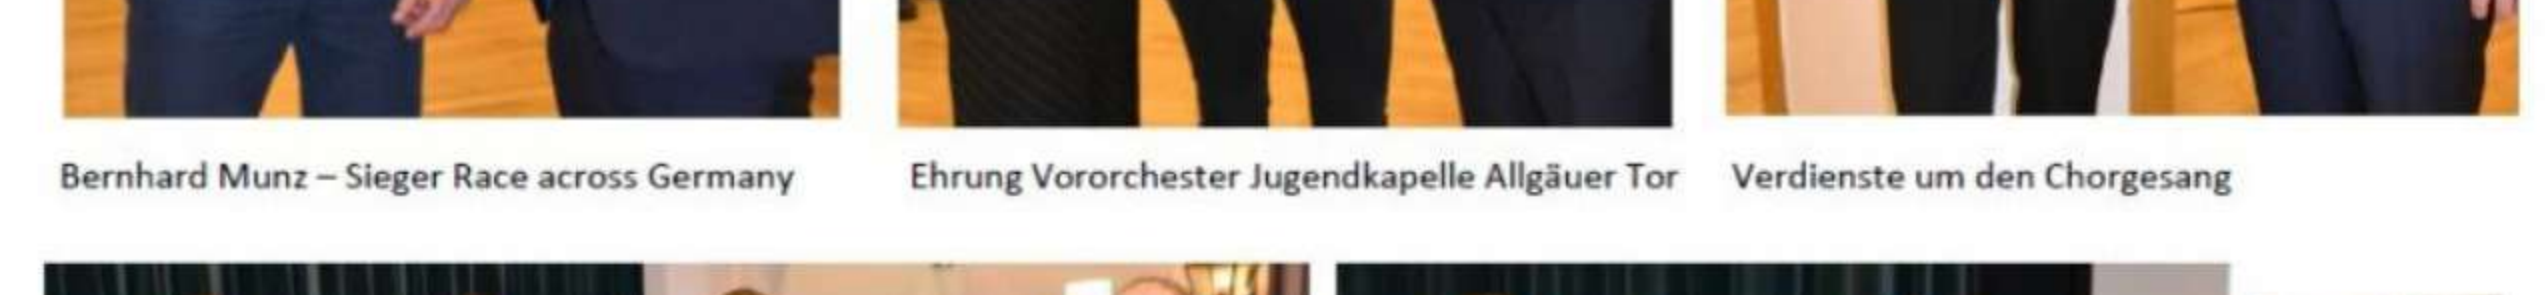 Bernhard Munz – Sieger Race across Germany
Ehrung Vororchester Jugendkapelle Allgäuer Tor
Verdienste um den Chorgesang